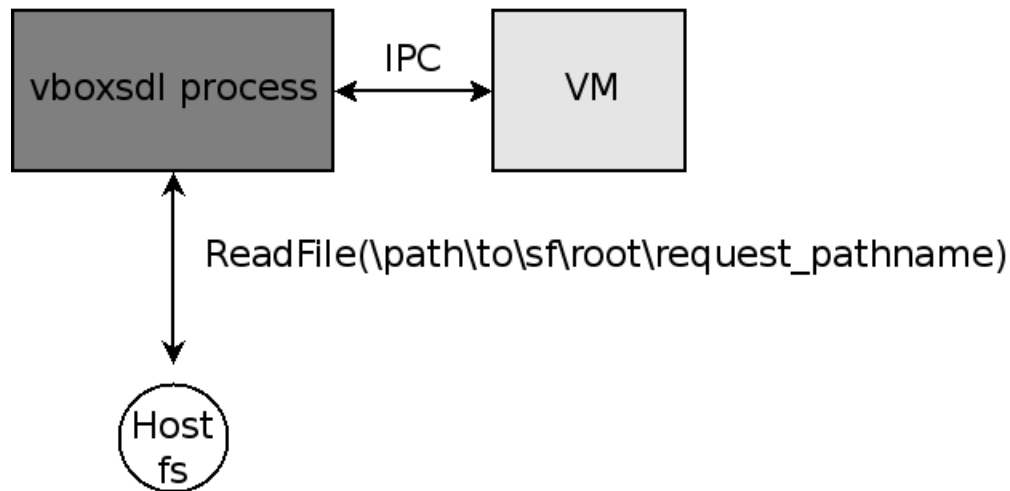 IPC
vboxsdl process
VM
ReadFile(\path\to\sf\root\request_pathname)
Host
fs